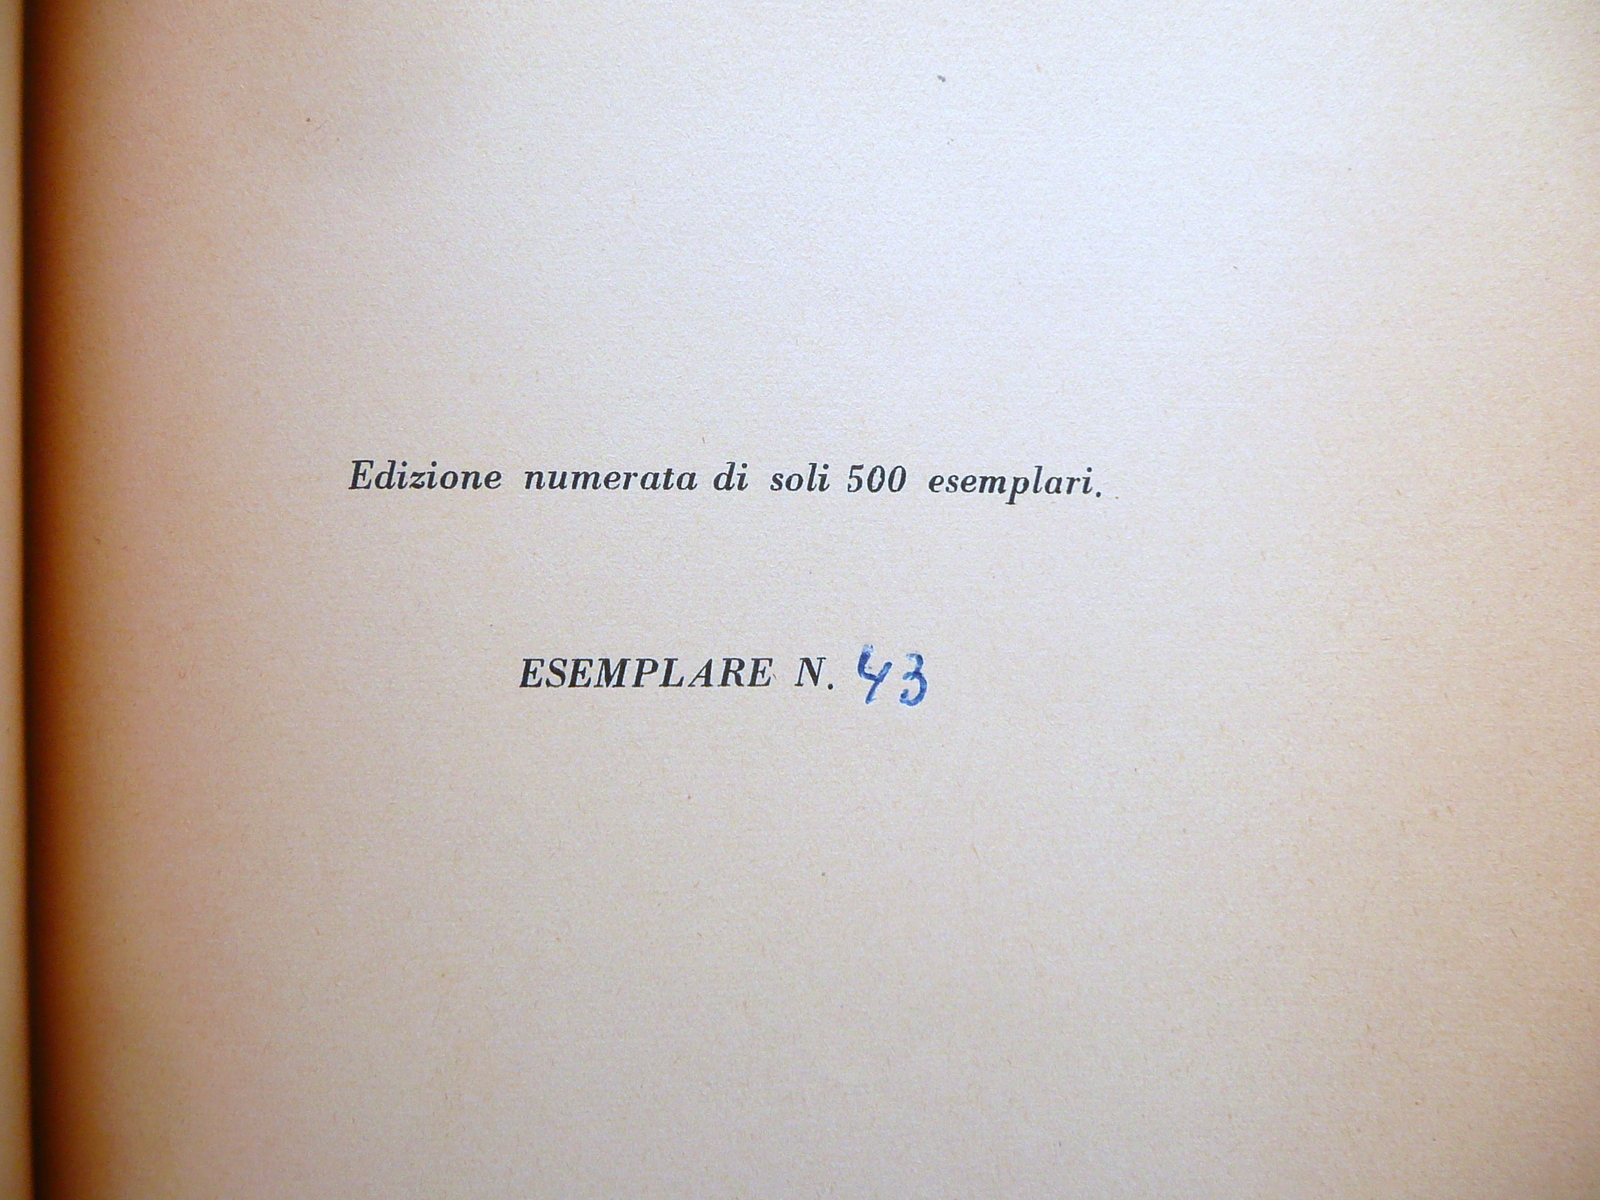 Edizione numerata di soli 500 esemplari.
ESEMPLARE N. 43